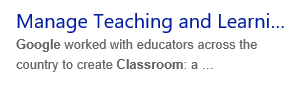 Manage Teaching and Learni...
Google worked with educators across the
country to create Classroom: a ...